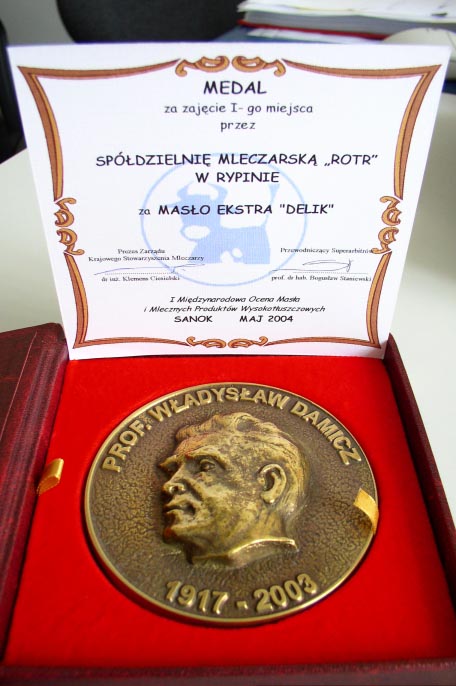 MEDAL
za zajęcie I-go miejsca
przez
SPÓŁDZIELNIĘ MLECZARSKĄ „ROTR"
W RYPINIE
za MASŁO EKSTRA "DELIK"
Prezes Zarządu
Krajowego Stowarzyszenia Mleczarzy
dr inż. Klemens Ciesielski
Przewodniczący Superarbitrów
prof. dr hab. Bogusław Staniewski
I Międzynarodowa Ocena Masła
i Mlecznych Produktów Wysokotłuszczowych
SANOK MAJ 2004
PROF. WŁADYSŁAW DAMICZ
1917 - 2003